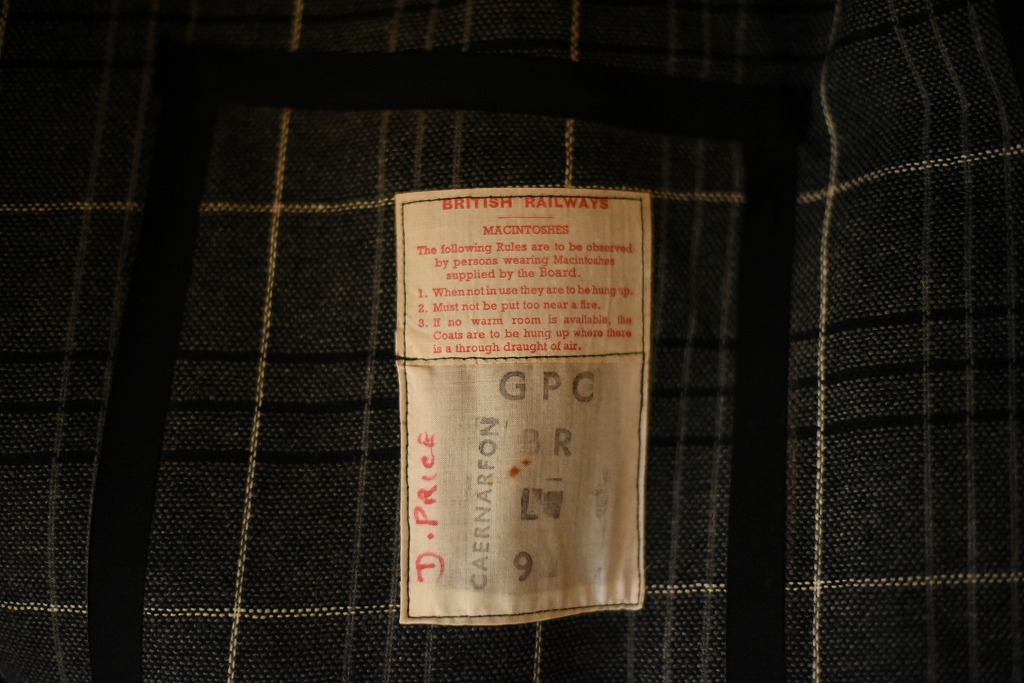 BRITISH RAILWAYS
MACINTOSHES
The following Rules are to be observed
by persons wearing Macintoshes
supplied by the Board.
1. When not in use they are to be hung up.
2. Must not be put too near a fire.
3. If no warm room is available, the
Coats are to be hung up where there
is a through draught of air.
GPC
BR
9
CAERNARFON
D. PRICE